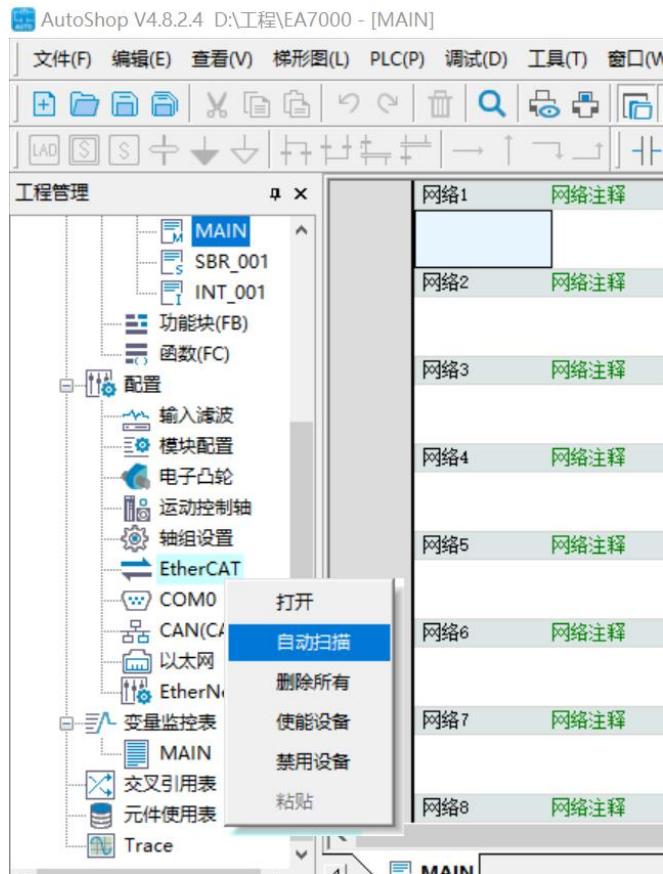 AutoShop V4.8.2.4 D:\工程\EA7000 - [MAIN]
文件(F) 编辑(E) 查看(V) 梯形图(L) PLC(P) 调试(D) 工具(T) 窗口(W
LAD S S
工程管理
MAIN
SBR_001
INT_001
功能块(FB)
函数(FC)
配置
输入滤波
模块配置
电子凸轮
运动控制轴
轴组设置
EtherCAT
COM0
CAN(CA
以太网
EtherNe
变量监控表
MAIN
交叉引用表
元件使用表
Trace
打开
自动扫描
删除所有
使能设备
禁用设备
粘贴
网络1 网络注释
网络2 网络注释
网络3 网络注释
网络4 网络注释
网络5 网络注释
网络6 网络注释
网络7 网络注释
网络8 网络注释
MAIN